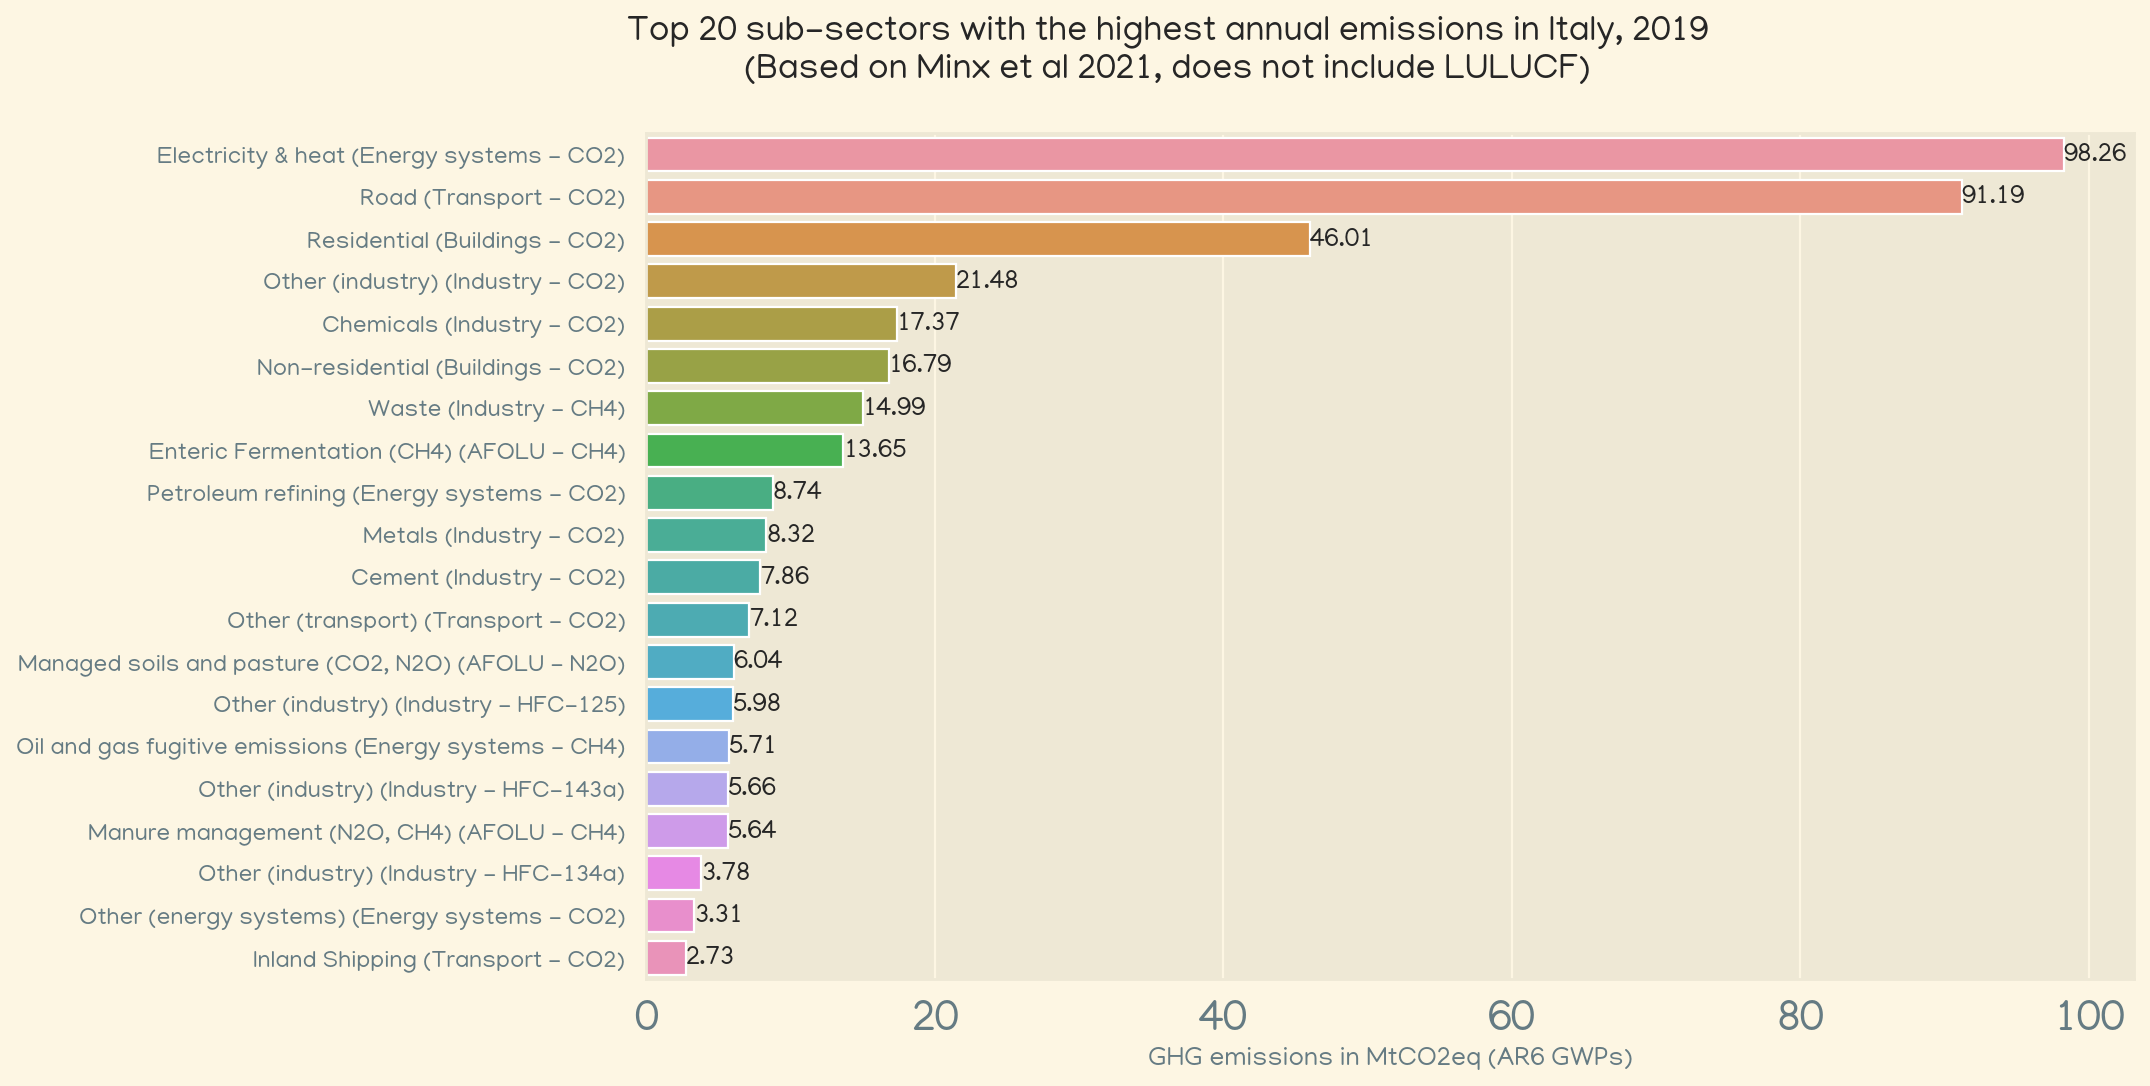 Top 20 sub-sectors with the highest annual emissions in Italy, 2019
(Based on Minx et al 2021, does not include LULUCF)
Electricity & heat (Energy systems - CO2) 98.26
Road (Transport - CO2) 91.19
Residential (Buildings - CO2) 46.01
Other (industry) (Industry - CO2) 21.48
Chemicals (Industry - CO2) 17.37
Non-residential (Buildings - CO2) 16.79
Waste (Industry - CH4) 14.99
Enteric Fermentation (CH4) (AFOLU - CH4) 13.65
Petroleum refining (Energy systems - CO2) 8.74
Metals (Industry - CO2) 8.32
Cement (Industry - CO2) 7.86
Other (transport) (Transport - CO2) 7.12
Managed soils and pasture (CO2, N2O) (AFOLU - N2O) 6.04
Other (industry) (Industry - HFC-125) 5.98
Oil and gas fugitive emissions (Energy systems - CH4) 5.71
Other (industry) (Industry - HFC-143a) 5.66
Manure management (N2O, CH4) (AFOLU - CH4) 5.64
Other (industry) (Industry - HFC-134a) 3.78
Other (energy systems) (Energy systems - CO2) 3.31
Inland Shipping (Transport - CO2) 2.73
0 20 40 60 80 100
GHG emissions in MtCO2eq (AR6 GWPs)